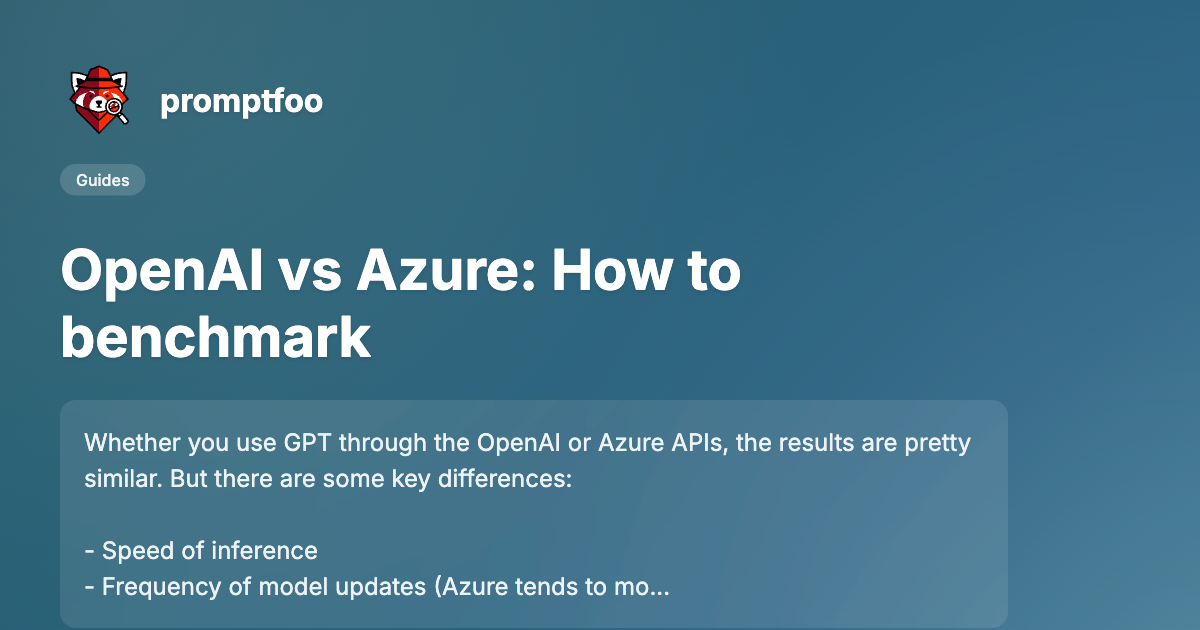 promptfoo
Guides
OpenAI vs Azure: How to
benchmark
Whether you use GPT through the OpenAI or Azure APIs, the results are pretty
similar. But there are some key differences:
- Speed of inference
- Frequency of model updates (Azure tends to mo...